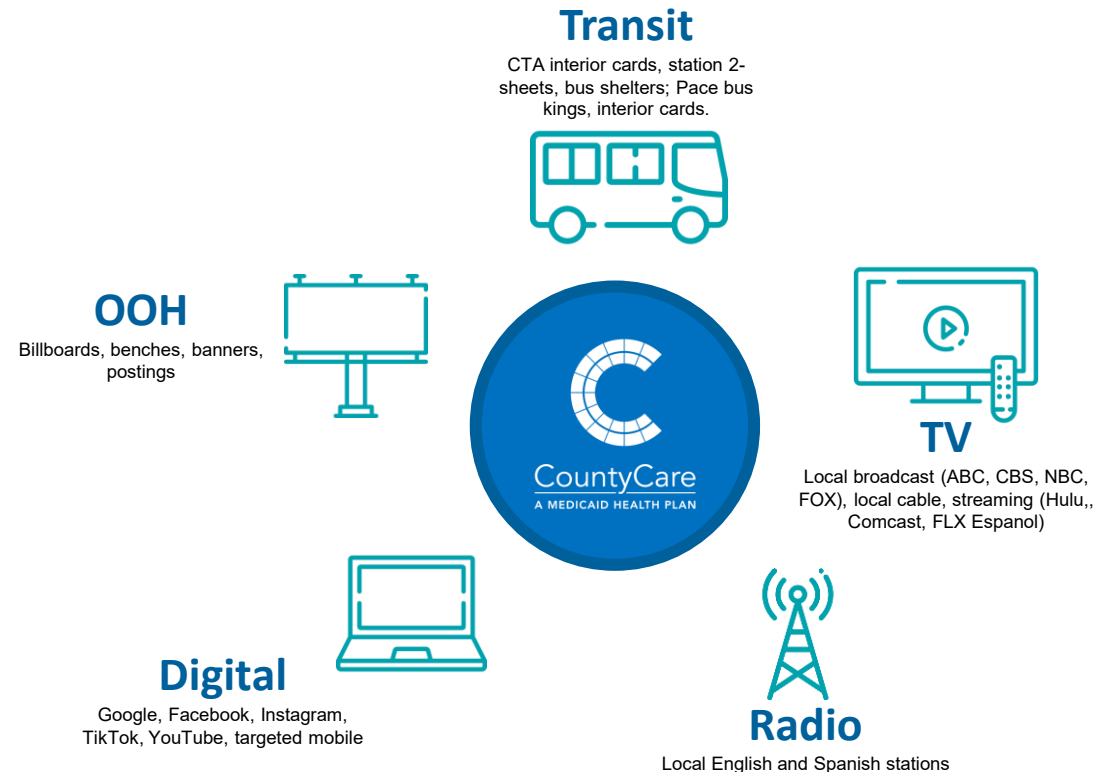 Transit
CTA interior cards, station 2-
sheets, bus shelters; Pace bus
kings, interior cards.
OOH
Billboards, benches, banners,
postings
CountyCare
A MEDICAID HEALTH PLAN
TV
Local broadcast (ABC, CBS, NBC,
FOX), local cable, streaming (Hulu,,
Comcast, FLX Espanol)
Digital
Google, Facebook, Instagram,
TikTok, YouTube, targeted mobile
Radio
Local English and Spanish stations